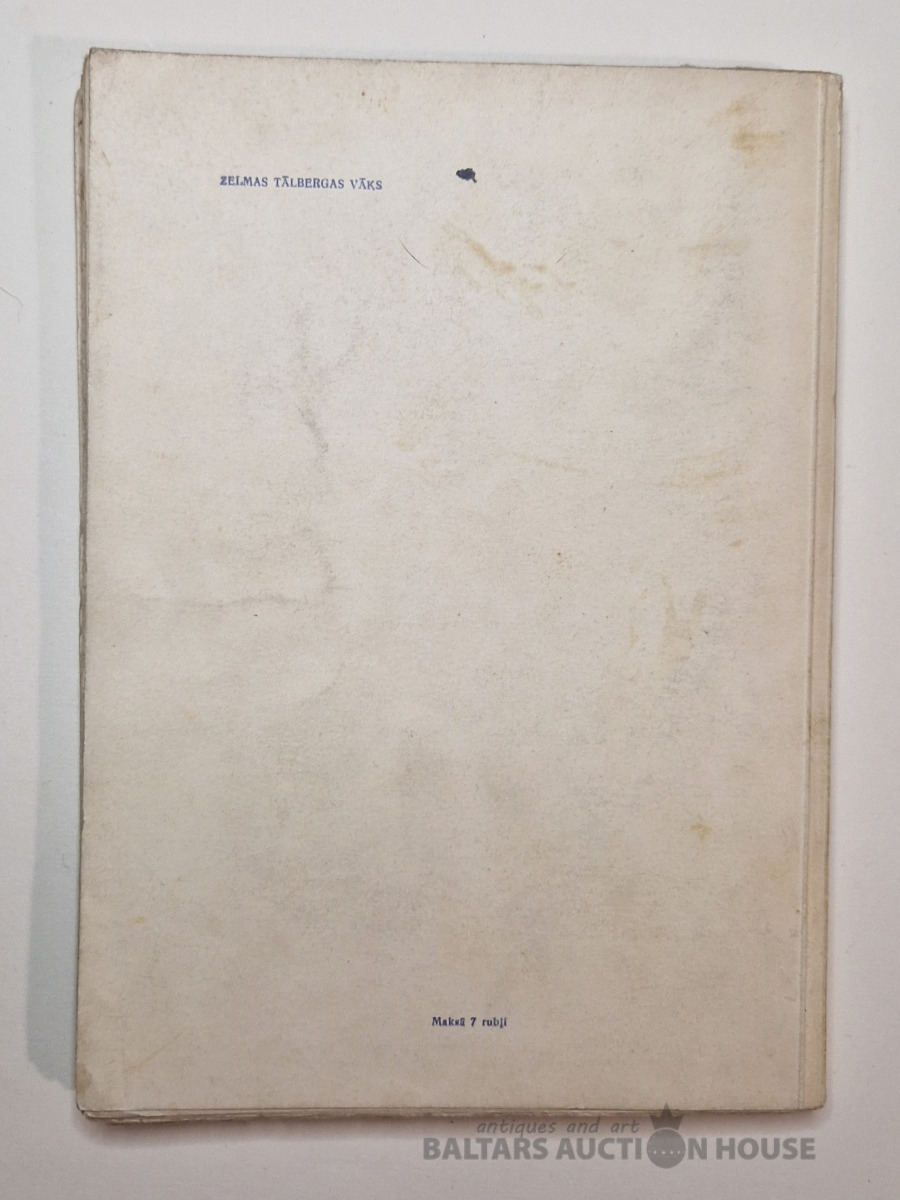 ZELMAS TĀLBERGAS VĀKS
Maksā 7 rubļi
antiques and art
BALTARS AUCTION HOUSE